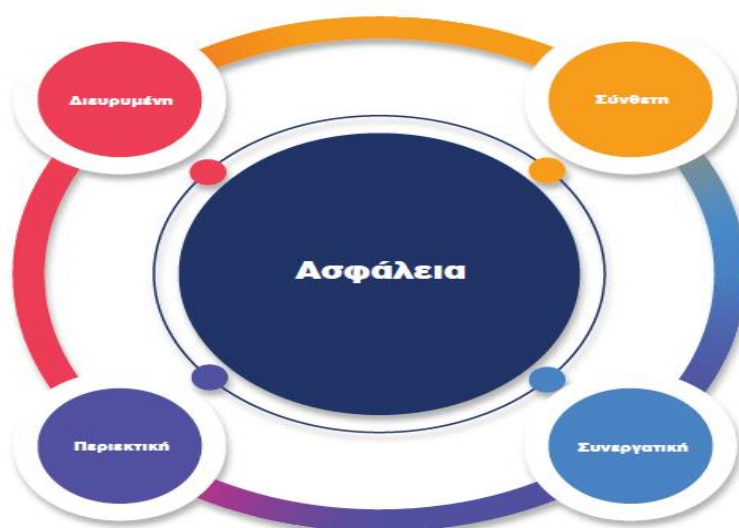 Διευρυμένη
Σύνθετη
Ασφάλεια
Περιεκτική
Συνεργατική